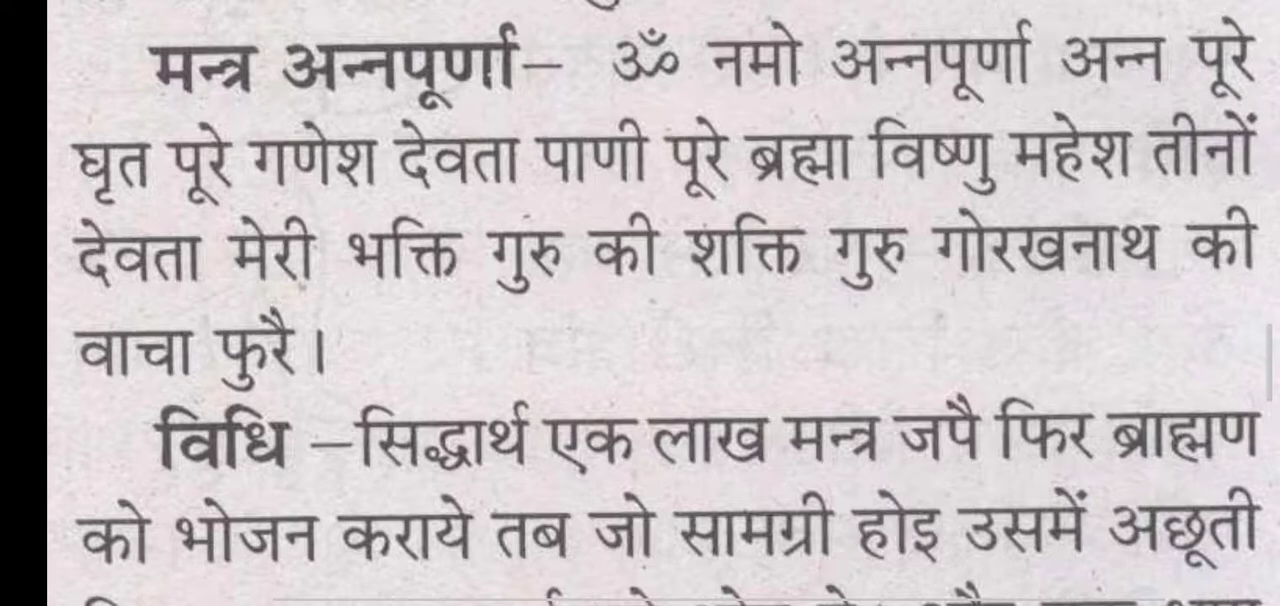 मन्त्र अन्नपूर्णा– ॐ नमो अन्नपूर्णा अन्न पूरे
घृत पूरे गणेश देवता पाणी पूरे ब्रह्मा विष्णु महेश तीनों
देवता मेरी भक्ति गुरु की शक्ति गुरु गोरखनाथ की
वाचा फुरै।
विधि –सिद्धार्थ एक लाख मन्त्र जपै फिर ब्राह्मण
को भोजन कराये तब जो सामग्री होइ उसमें अछूती